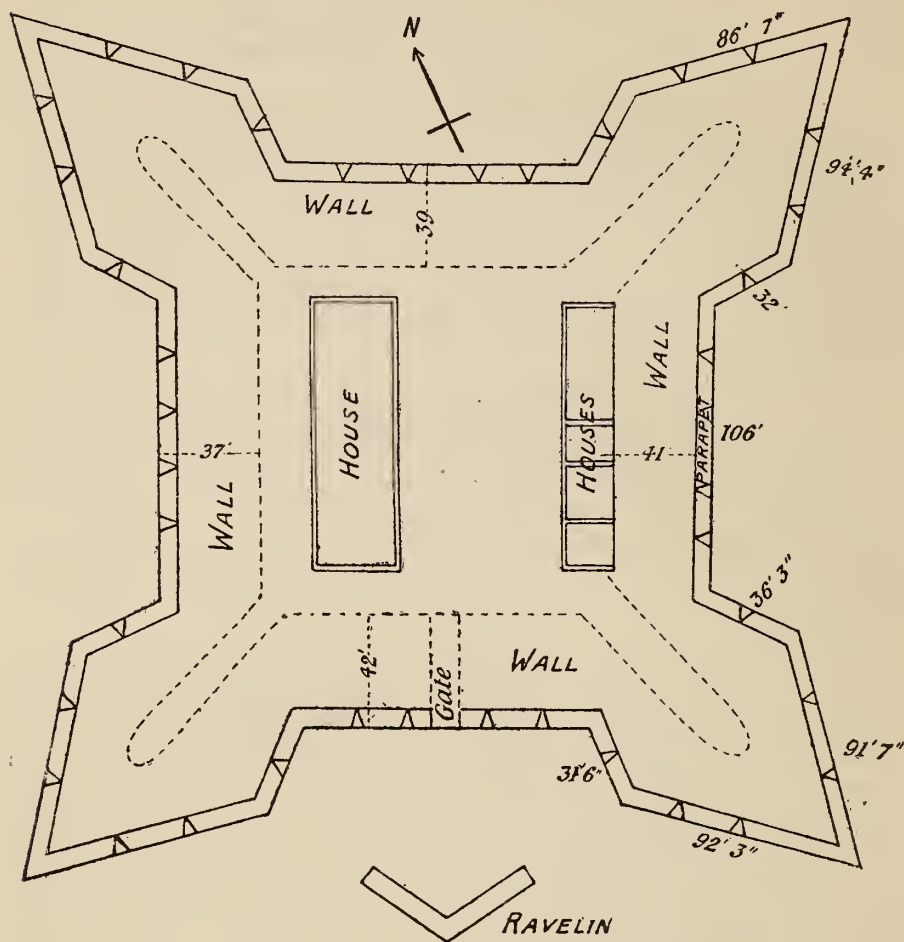 N
86' 7"
94' 4"
WALL
39
32'
WALL
HOUSE
HOUSES
PARAPET
106'
37'
41
WALL
36' 3"
42'
Gate
WALL
91' 7"
31' 6"
92' 3"
RAVELIN